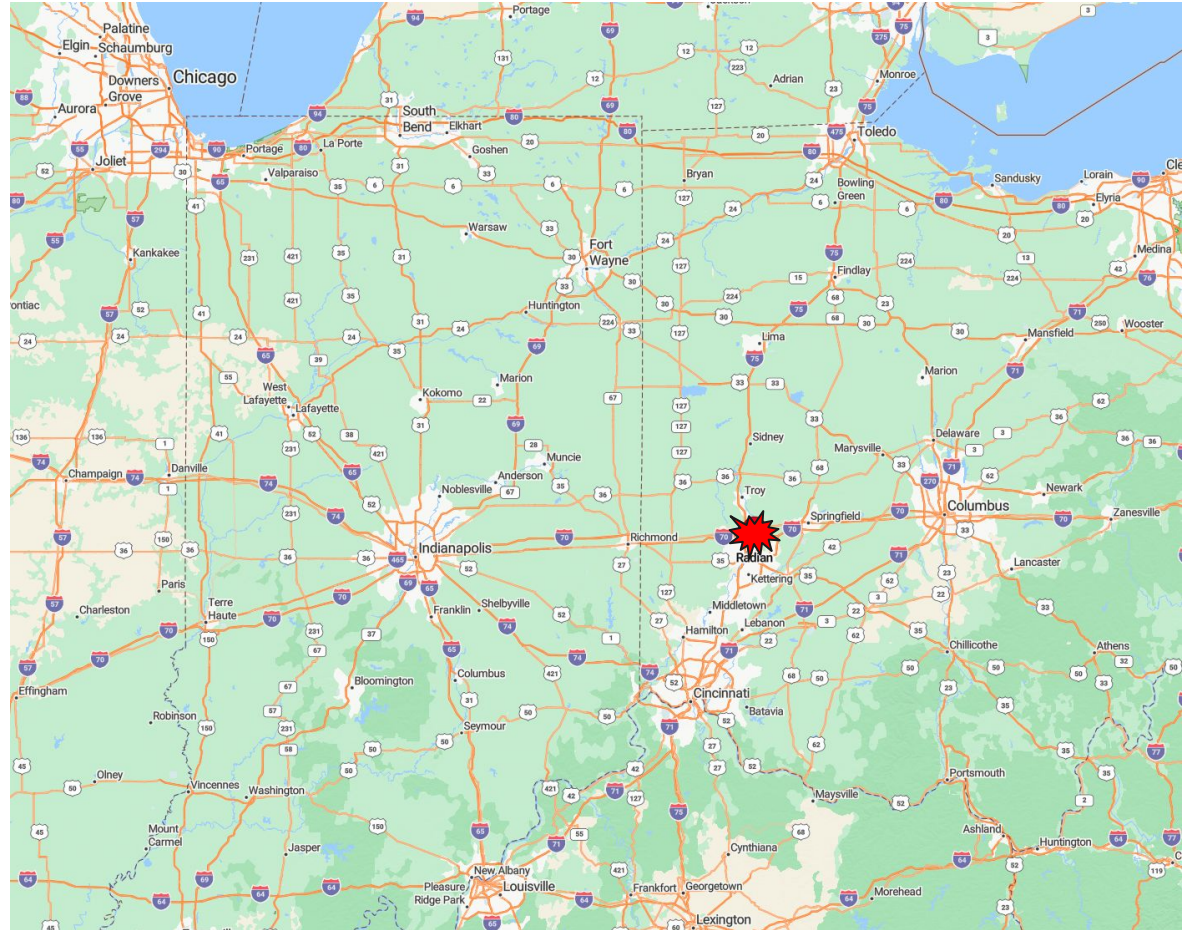 Portage
Palatine
Elgin
Schaumburg
Downers
Grove
Chicago
Aurora
Joliet
Portage
La Porte
Valparaiso
South
Bend
Elkhart
Goshen
Adrian
Monroe
Toledo
Bryan
Bowling
Green
Sandusky
Lorain
Elyria
Cle
Medina
Kankakee
Warsaw
Fort
Wayne
Huntington
Findlay
ontiac
Lima
Mansfield
Wooster
West
Lafayette
Lafayette
Kokomo
Marion
Marion
Sidney
Marysville
Delaware
Champaign
Danville
Noblesville
Anderson
Muncie
Troy
Springfield
Columbus
Newark
Zanesville
Indianapolis
Richmond
Radian
Kettering
Lancaster
Paris
Charleston
Terre
Haute
Franklin
Shelbyville
Middletown
Hamilton
Lebanon
Chillicothe
Athens
Effingham
Robinson
Bloomington
Columbus
Seymour
Cincinnati
Batavia
Olney
Vincennes
Washington
Portsmouth
Maysville
Mount
Carmel
Jasper
Ashland
Huntington
Cynthiana
New Albany
Pleasure
Ridge Park
Louisville
Frankfort
Georgetown
Morehead
Lexington